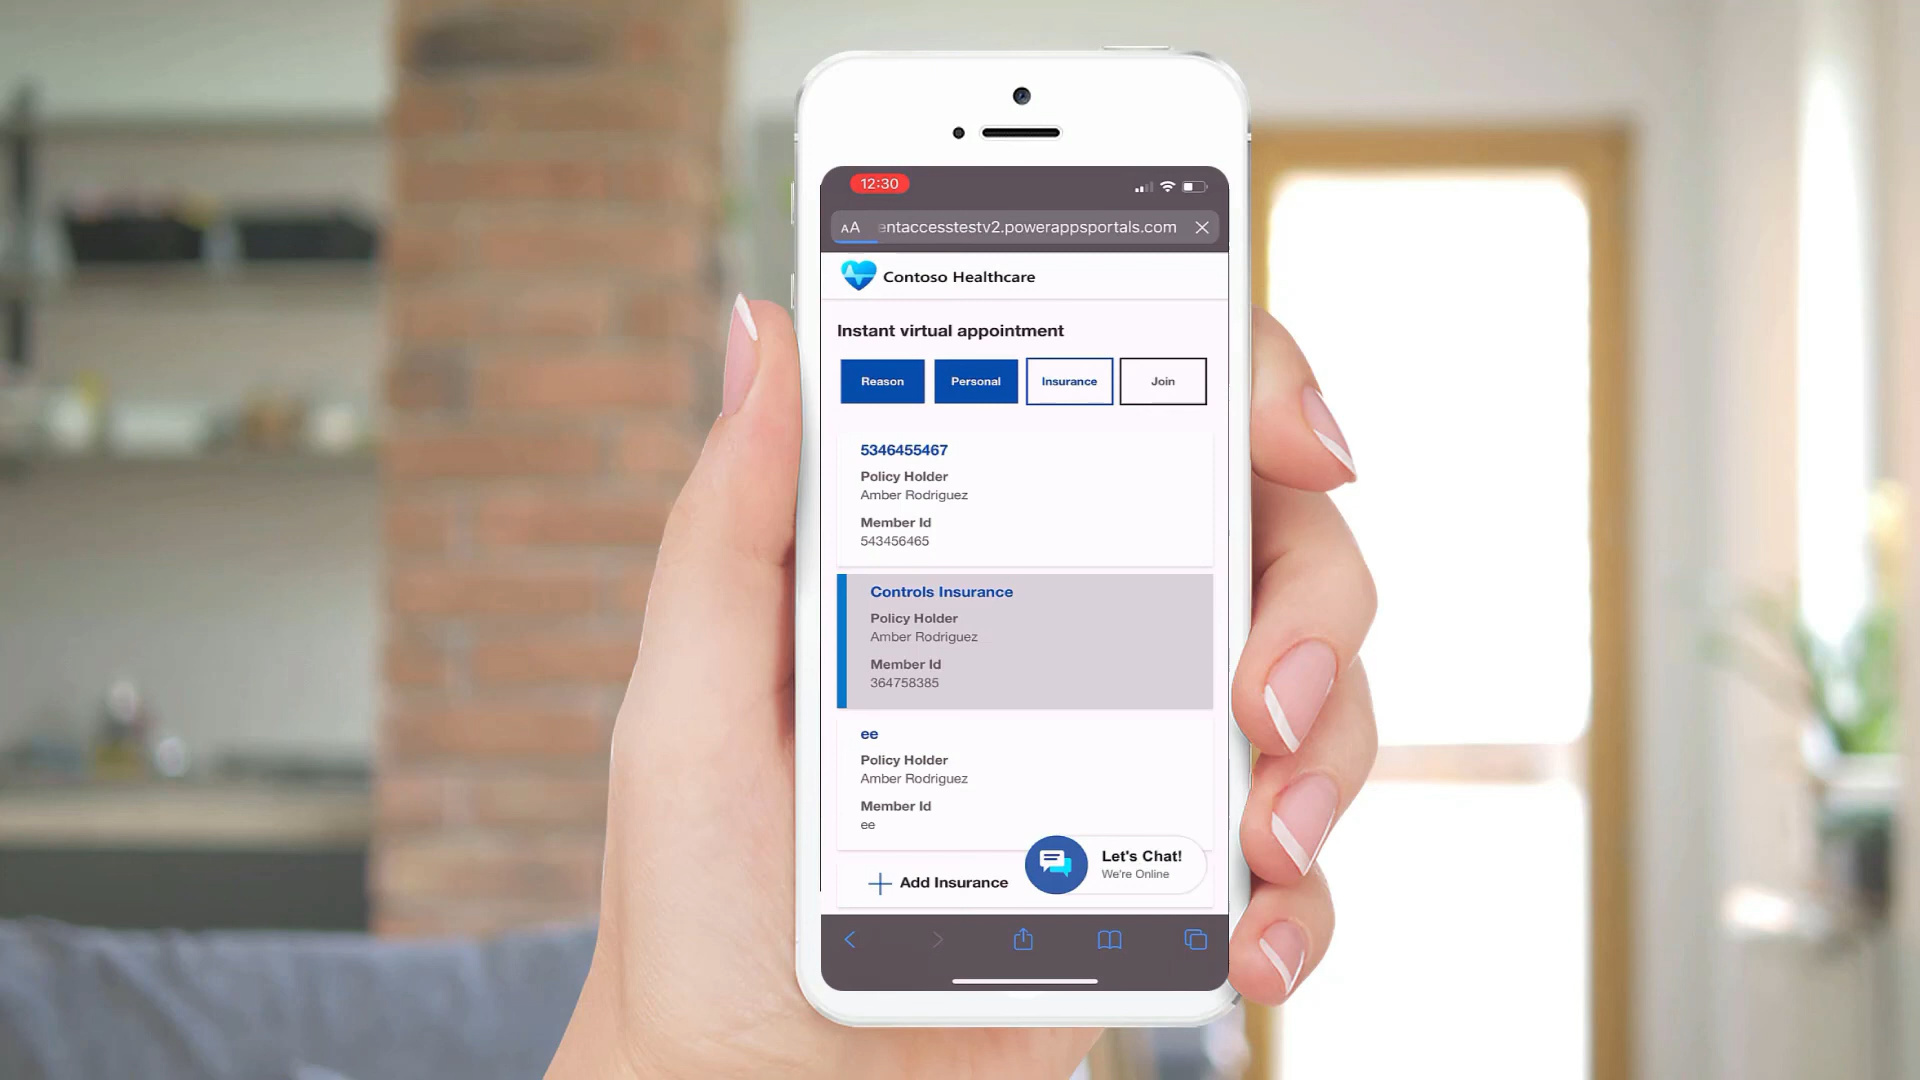 12:30
AA entaccesstestv2.powerappsportals.com
Contoso Healthcare
Instant virtual appointment
Reason Personal Insurance Join
5346455467
Policy Holder
Amber Rodriguez
Member Id
543456465
Controls Insurance
Policy Holder
Amber Rodriguez
Member Id
364758385
ee
Policy Holder
Amber Rodriguez
Member Id
ee
Add Insurance
Let's Chat!
We're Online